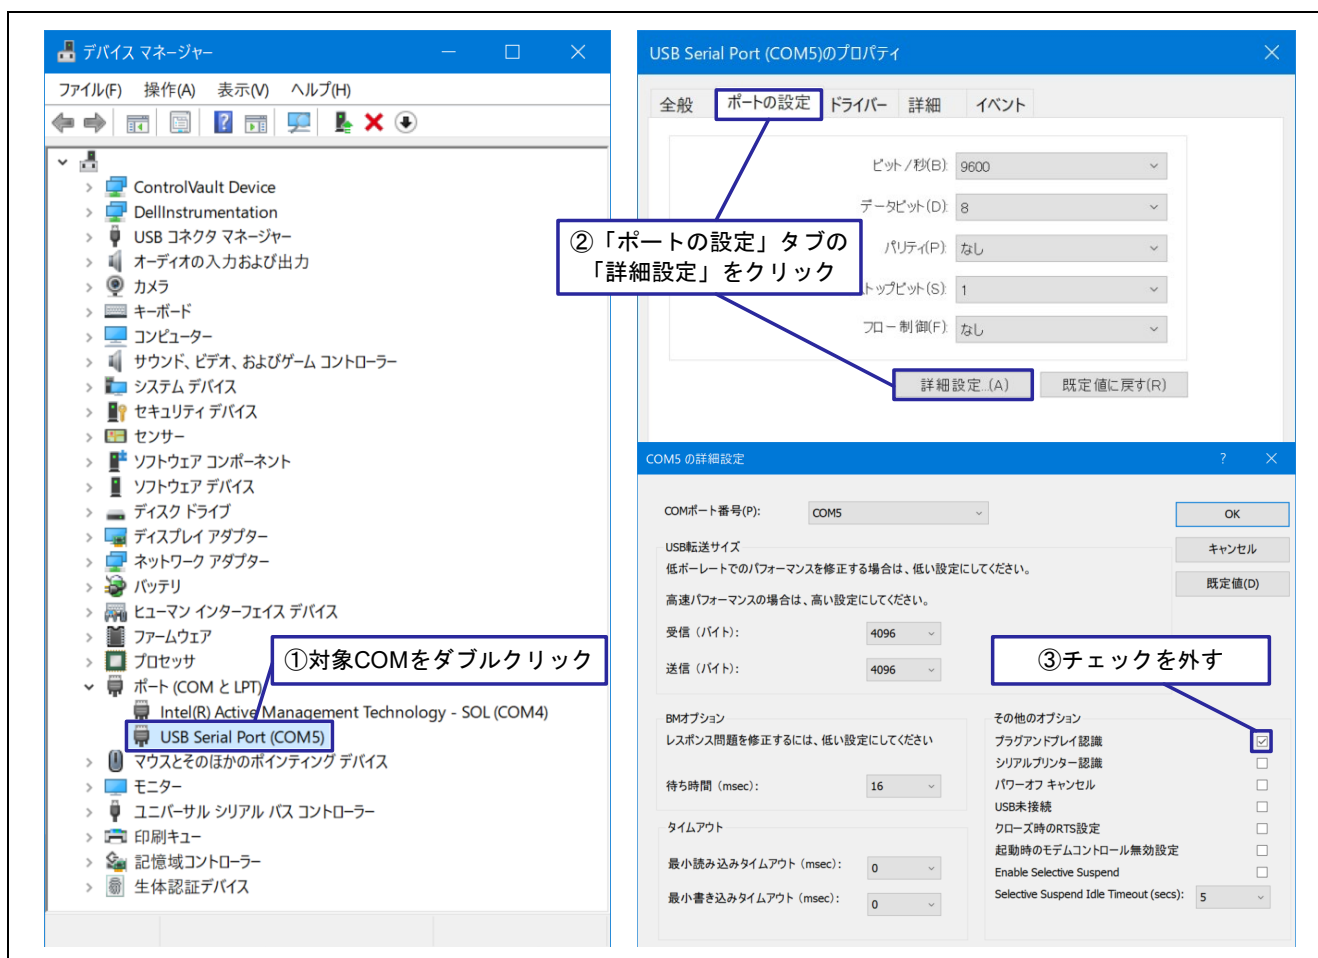 デバイス マネージャー
ファイル(F) 操作(A) 表示(V) ヘルプ(H)
ControlVault Device
DellInstrumentation
USB コネクタ マネージャー
オーディオの入力および出力
カメラ
キーボード
コンピューター
サウンド、ビデオ、およびゲーム コントローラー
システム デバイス
セキュリティ デバイス
センサー
ソフトウェア コンポーネント
ソフトウェア デバイス
ディスク ドライブ
ディスプレイ アダプター
ネットワーク アダプター
バッテリ
ヒューマン インターフェイス デバイス
ファームウェア
プロセッサ
①対象COMをダブルクリック
ポート (COM と LPT)
Intel(R) Active Management Technology - SOL (COM4)
USB Serial Port (COM5)
マウスとそのほかのポインティング デバイス
モニター
ユニバーサル シリアル バス コントローラー
印刷キュー
記憶域コントローラー
生体認証デバイス
USB Serial Port (COM5)のプロパティ
全般 ポートの設定 ドライバー 詳細 イベント
ビット/秒(B): 9600
データビット(D): 8
②「ポートの設定」タブの
「詳細設定」をクリック
パリティ(P): なし
トップビット(S): 1
フロー制御(F): なし
詳細設定...(A) 既定値に戻す(R)
COM5 の詳細設定
COMポート番号(P): COM5
OK
キャンセル
既定値(D)
USB転送サイズ
低ボーレートでのパフォーマンスを修正する場合は、低い設定にしてください。
高速パフォーマンスの場合は、高い設定にしてください。
受信 (バイト): 4096
送信 (バイト): 4096
③チェックを外す
BMオプション
レスポンス問題を修正するには、低い設定にしてください
待ち時間 (msec): 16
タイムアウト
最小読み込みタイムアウト (msec): 0
最小書き込みタイムアウト (msec): 0
その他のオプション
プラグアンドプレイ認識
シリアルプリンター認識
パワーオフ キャンセル
USB未接続
クローズ時のRTS設定
起動時のモデムコントロール無効設定
Enable Selective Suspend
Selective Suspend Idle Timeout (secs): 5